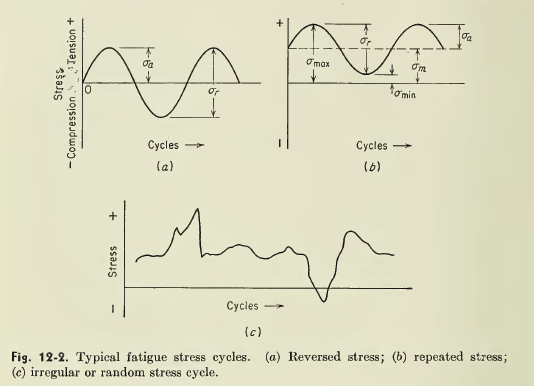 Stress
− Compression Tension +
0
σa
σr
Cycles →
(a)
+
−
σmax
σr
σa
σm
σmin
Cycles →
(b)
+
Stress
−
Cycles →
(c)
Fig. 12-2. Typical fatigue stress cycles. (a) Reversed stress; (b) repeated stress;
(c) irregular or random stress cycle.